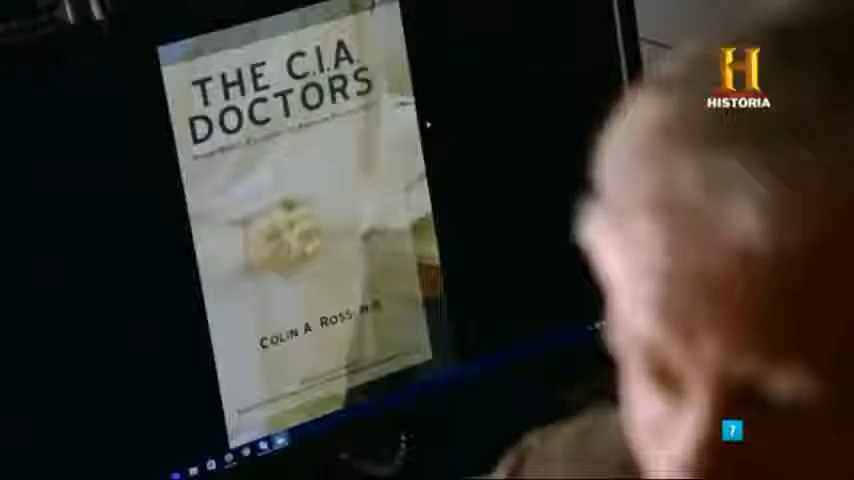 THE C.I.A.
DOCTORS
COLIN A. ROSS, M.D.
H
HISTORIA
?